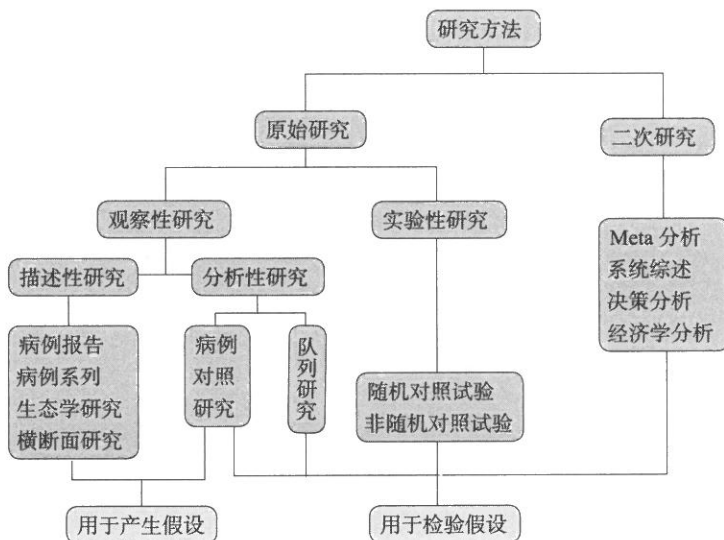 研究方法
原始研究
二次研究
观察性研究
实验性研究
描述性研究
分析性研究
病例报告
病例系列
生态学研究
横断面研究
病例
对照
研究
队列研究
随机对照试验
非随机对照试验
Meta 分析
系统综述
决策分析
经济学分析
用于产生假设
用于检验假设